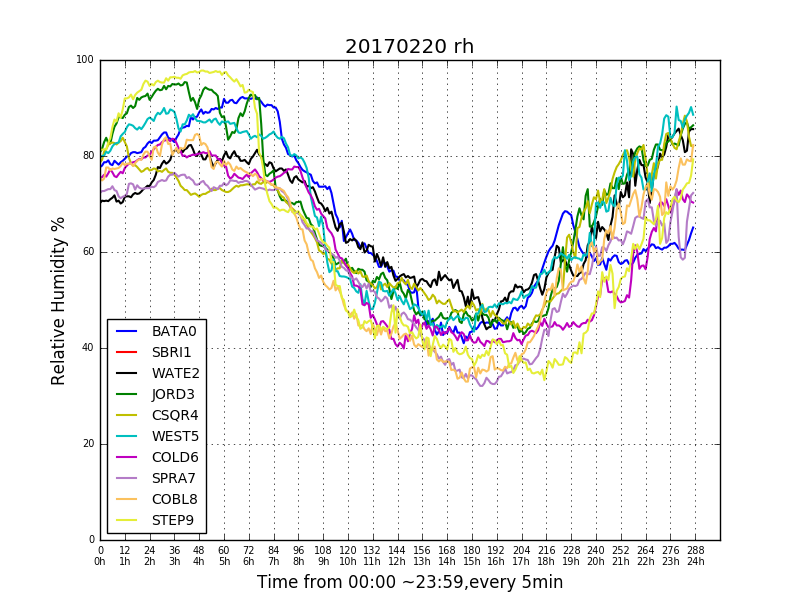 20170220 rh
100
80
60
40
20
0
Relative Humidity %
BATA0
SBRI1
WATE2
JORD3
CSQR4
WEST5
COLD6
SPRA7
COBL8
STEP9
0 12 24 36 48 60 72 84 96 108 120 132 144 156 168 180 192 204 216 228 240 252 264 276 288
0h 1h 2h 3h 4h 5h 6h 7h 8h 9h 10h 11h 12h 13h 14h 15h 16h 17h 18h 19h 20h 21h 22h 23h 24h
Time from 00:00 ~23:59,every 5min